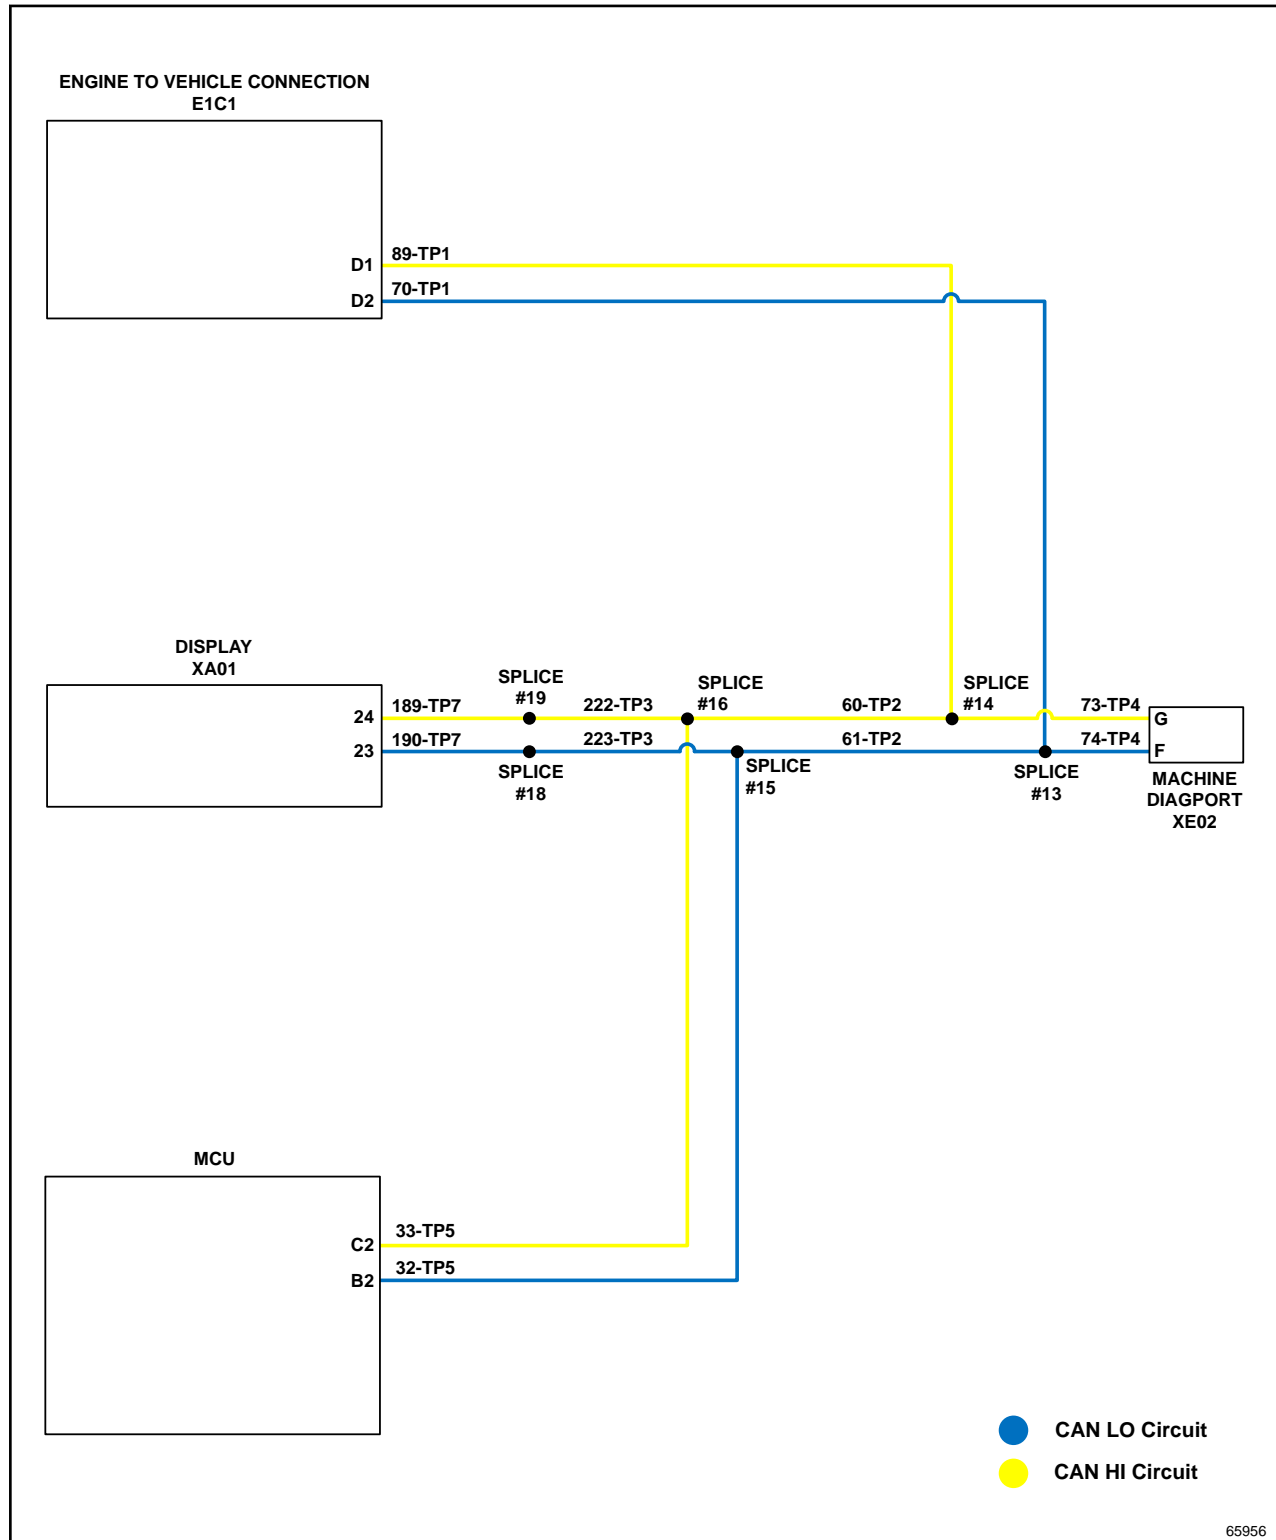 ENGINE TO VEHICLE CONNECTION
E1C1
D1
89-TP1
D2
70-TP1
DISPLAY
XA01
24
189-TP7
SPLICE
#19
222-TP3
SPLICE
#16
60-TP2
SPLICE
#14
73-TP4
G
23
190-TP7
SPLICE
#18
223-TP3
SPLICE
#15
61-TP2
SPLICE
#13
74-TP4
F
MACHINE
DIAGPORT
XE02
MCU
C2
33-TP5
B2
32-TP5
CAN LO Circuit
CAN HI Circuit
65956